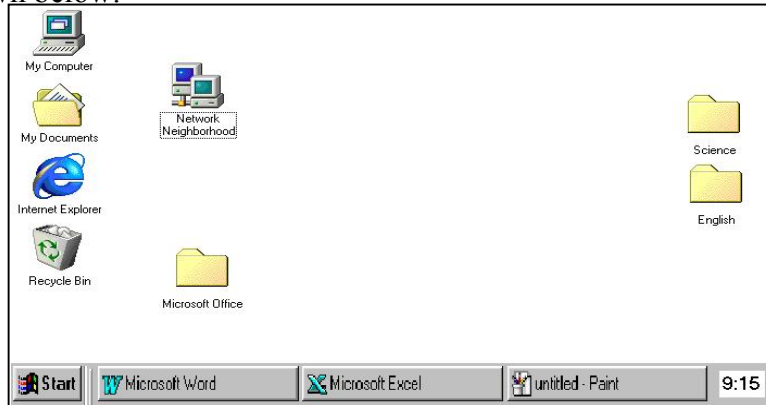 My Computer
Network
Neighborhood
My Documents
Science
Internet Explorer
English
Recycle Bin
Microsoft Office
Start
Microsoft Word
Microsoft Excel
untitled - Paint
9:15